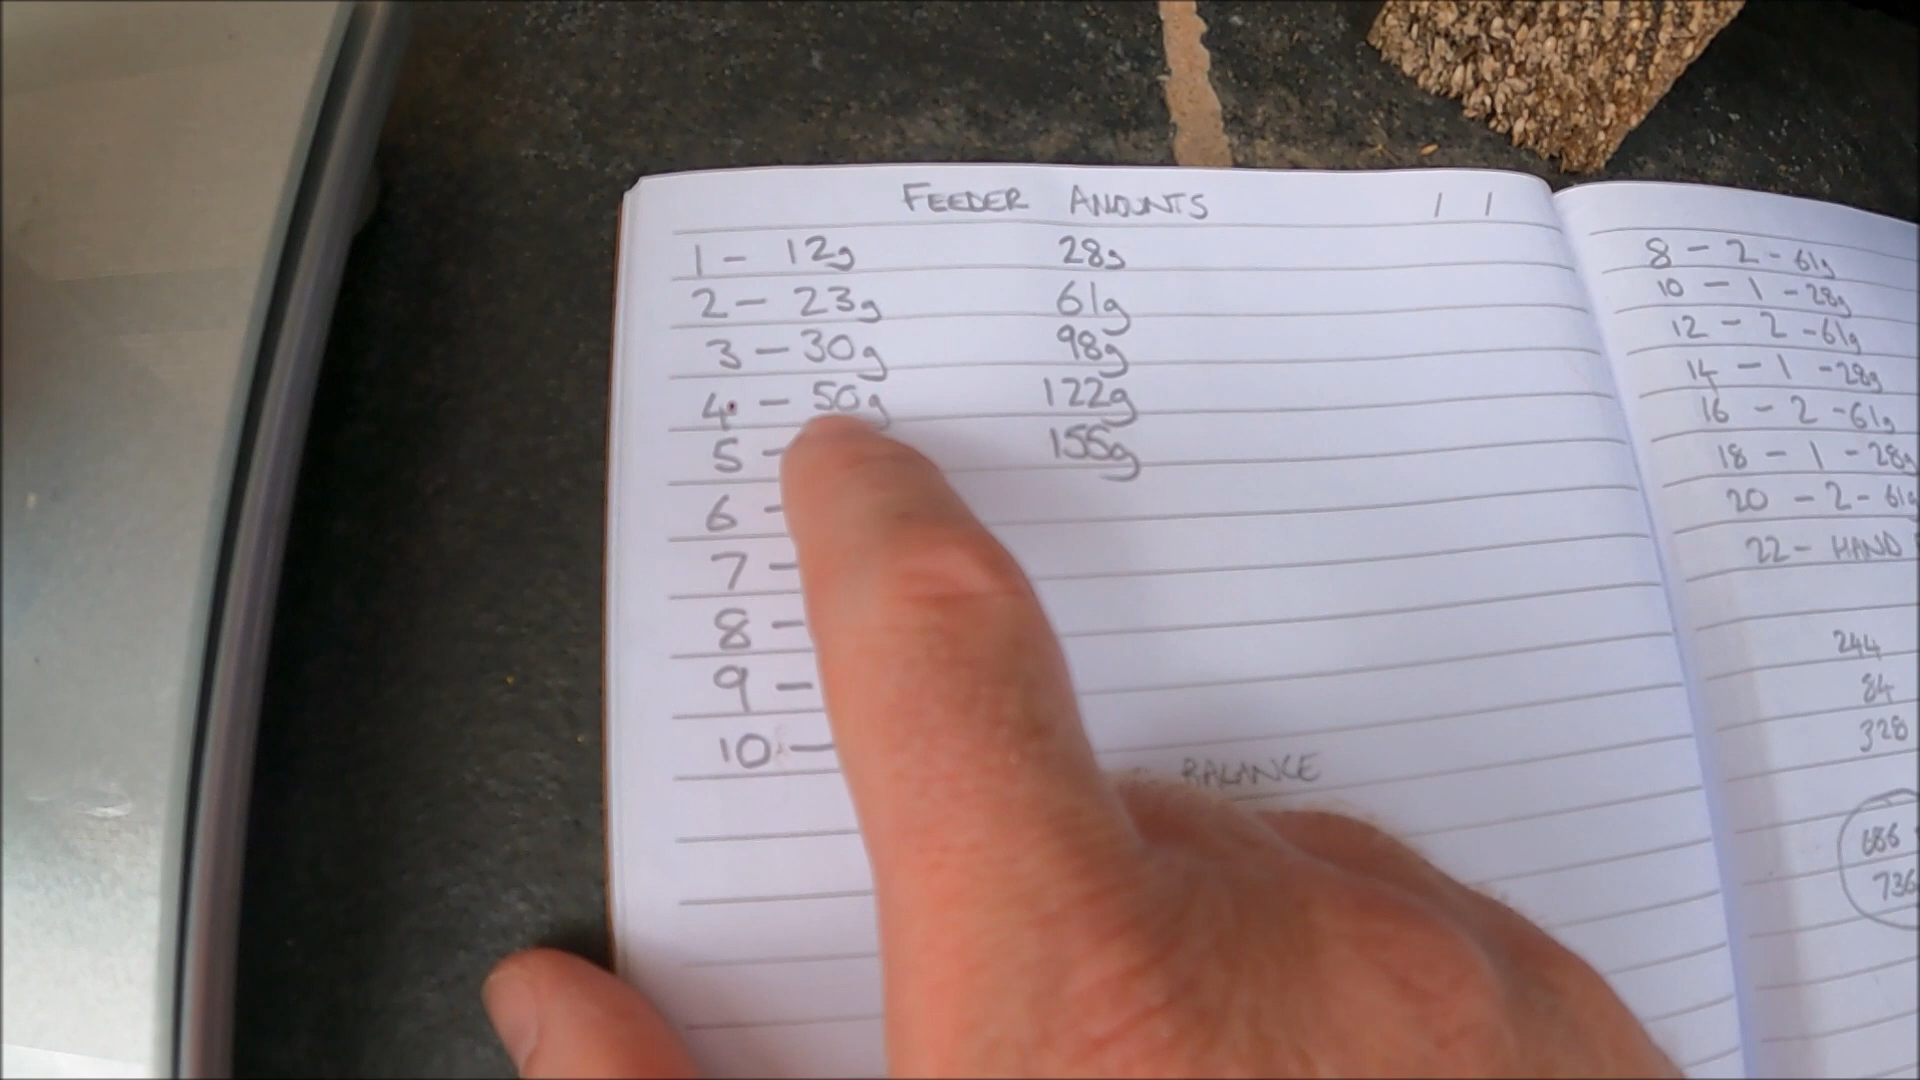 FEEDER AMOUNTS
1 - 12g 28g
2 - 23g 61g
3 - 30g 98g
4 - 50g 122g
5 - 155g
6 -
7 -
8 -
9 -
10 -
BALANCE
8 - 2 - 61g
10 - 1 - 28g
12 - 2 - 61g
14 - 1 - 28g
16 - 2 - 61g
18 - 1 - 28g
20 - 2 - 61g
22 - HAND
244
84
328
686
736